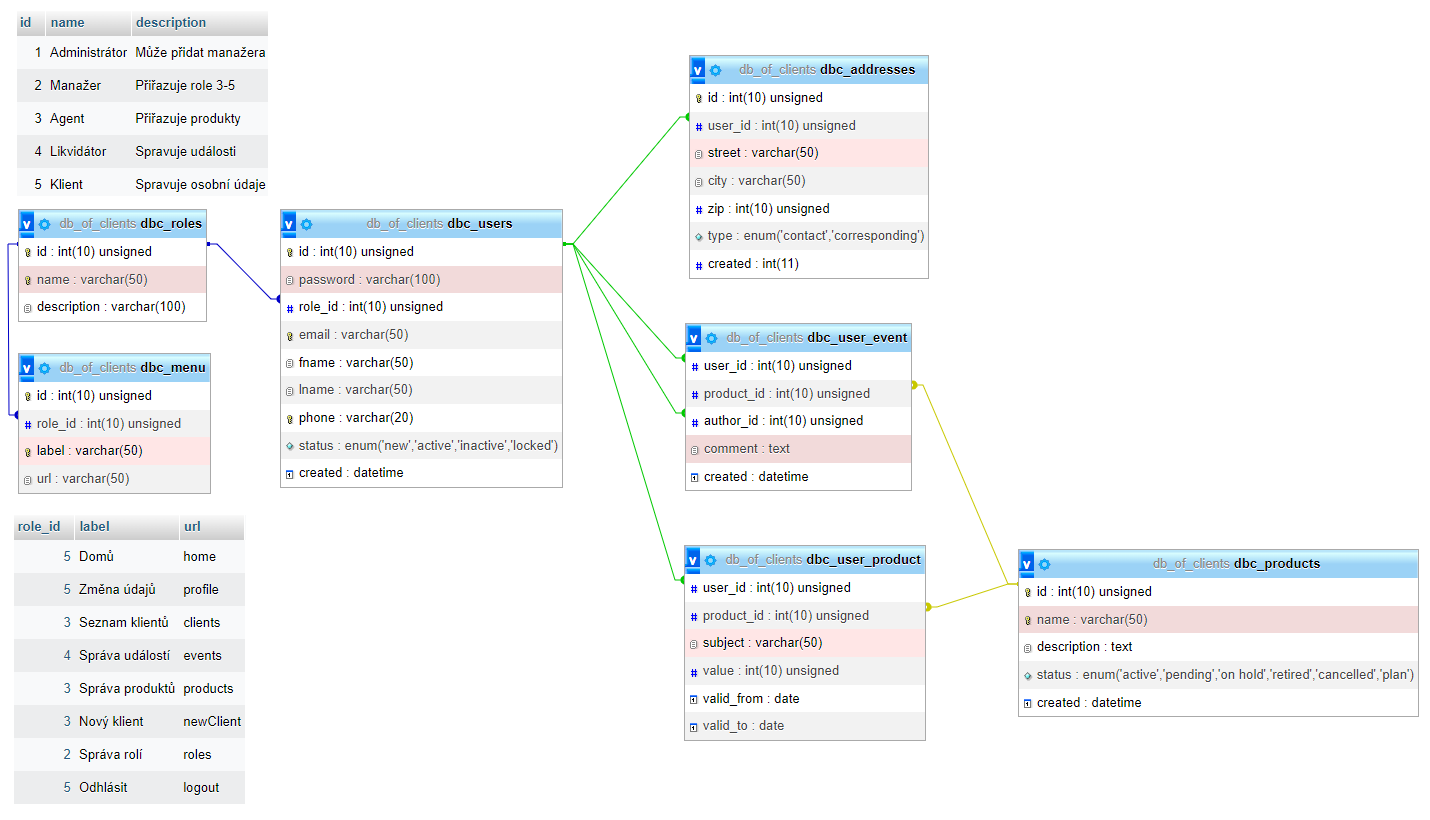 id name description
1 Administrátor Může přidat manažera
2 Manažer Přiřazuje role 3-5
3 Agent Přiřazuje produkty
4 Likvidátor Spravuje události
5 Klient Spravuje osobní údaje
v db_of_clients dbc_roles
id : int(10) unsigned
name : varchar(50)
description : varchar(100)
v db_of_clients dbc_menu
id : int(10) unsigned
# role_id : int(10) unsigned
label : varchar(50)
url : varchar(50)
role_id label url
5 Domů home
5 Změna údajů profile
3 Seznam klientů clients
4 Správa událostí events
3 Správa produktů products
3 Nový klient newClient
2 Správa rolí roles
5 Odhlásit logout
v db_of_clients dbc_users
id : int(10) unsigned
password : varchar(100)
# role_id : int(10) unsigned
email : varchar(50)
fname : varchar(50)
lname : varchar(50)
phone : varchar(20)
status : enum('new','active','inactive','locked')
created : datetime
v db_of_clients dbc_addresses
id : int(10) unsigned
# user_id : int(10) unsigned
street : varchar(50)
city : varchar(50)
# zip : int(10) unsigned
type : enum('contact','corresponding')
# created : int(11)
v db_of_clients dbc_user_event
# user_id : int(10) unsigned
# product_id : int(10) unsigned
# author_id : int(10) unsigned
comment : text
created : datetime
v db_of_clients dbc_user_product
# user_id : int(10) unsigned
# product_id : int(10) unsigned
subject : varchar(50)
# value : int(10) unsigned
valid_from : date
valid_to : date
v db_of_clients dbc_products
id : int(10) unsigned
name : varchar(50)
description : text
status : enum('active','pending','on hold','retired','cancelled','plan')
created : datetime